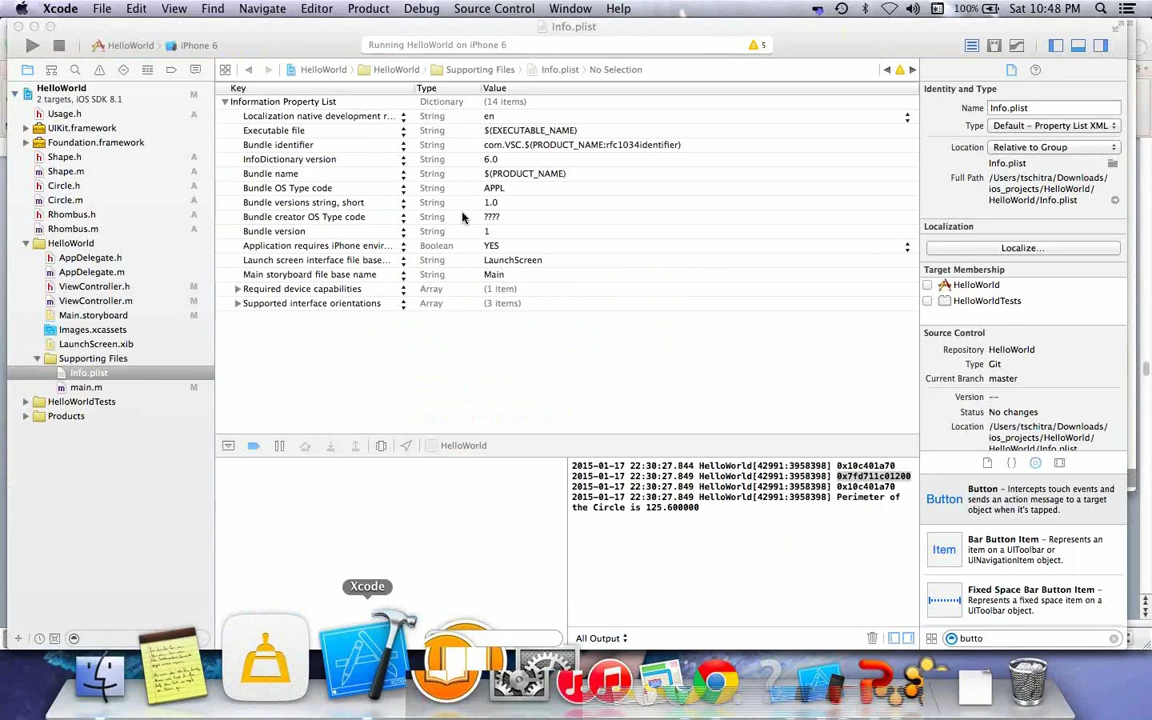 Xcode File Edit View Find Navigate Editor Product Debug Source Control Window Help 100% Sat 10:48 PM
Info.plist
HelloWorld iPhone 6 Running HelloWorld on iPhone 6 5
HelloWorld HelloWorld Supporting Files Info.plist No Selection
HelloWorld
2 targets, iOS SDK 8.1 M
Usage.h A
UIKit.framework
Foundation.framework
Shape.h A
Shape.m A
Circle.h A
Circle.m A
Rhombus.h A
Rhombus.m A
HelloWorld
AppDelegate.h
AppDelegate.m
ViewController.h M
ViewController.m M
Main.storyboard M
Images.xcassets
LaunchScreen.xib
Supporting Files
Info.plist
main.m M
HelloWorldTests
Products
Key Type Value
Information Property List Dictionary (14 items)
Localization native development r... String en
Executable file String $(EXECUTABLE_NAME)
Bundle identifier String com.VSC.$(PRODUCT_NAME:rfc1034identifier)
InfoDictionary version String 6.0
Bundle name String $(PRODUCT_NAME)
Bundle OS Type code String APPL
Bundle versions string, short String 1.0
Bundle creator OS Type code String ????
Bundle version String 1
Application requires iPhone envir... Boolean YES
Launch screen interface file base... String LaunchScreen
Main storyboard file base name String Main
Required device capabilities Array (1 item)
Supported interface orientations Array (3 items)
HelloWorld
2015-01-17 22:30:27.844 HelloWorld[42991:3958398] 0x10c401a70
2015-01-17 22:30:27.849 HelloWorld[42991:3958398] 0x7fd711c01200
2015-01-17 22:30:27.849 HelloWorld[42991:3958398] 0x10c401a70
2015-01-17 22:30:27.849 HelloWorld[42991:3958398] Perimeter of
the Circle is 125.600000
All Output
Identity and Type
Name Info.plist
Type Default - Property List XML
Location Relative to Group
Info.plist
Full Path /Users/tschitra/Downloads/
ios_projects/HelloWorld/
HelloWorld/Info.plist
Localization
Localize...
Target Membership
HelloWorld
HelloWorldTests
Source Control
Repository HelloWorld
Type Git
Current Branch master
Version --
Status No changes
Location /Users/tschitra/Downloads/
ios_projects/HelloWorld/
Button Button - Intercepts touch events and
sends an action message to a target
object when it's tapped.
Item Bar Button Item - Represents an
item on a UIToolbar or
UINavigationItem object.
Fixed Space Bar Button Item -
Represents a fixed space item on a
UIToolbar object.
butto
Xcode